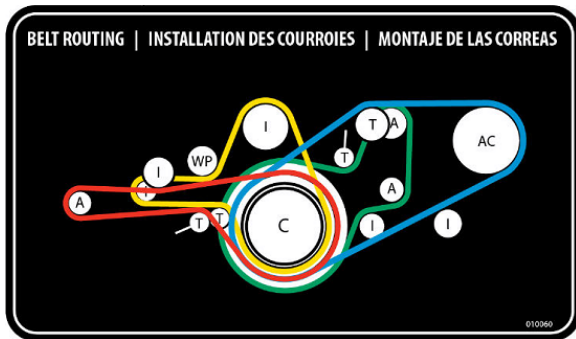 BELT ROUTING | INSTALLATION DES COURROIES | MONTAJE DE LAS CORREAS
I
T
A
AC
WP
T
I
A
A
T
T
C
I
I
010060